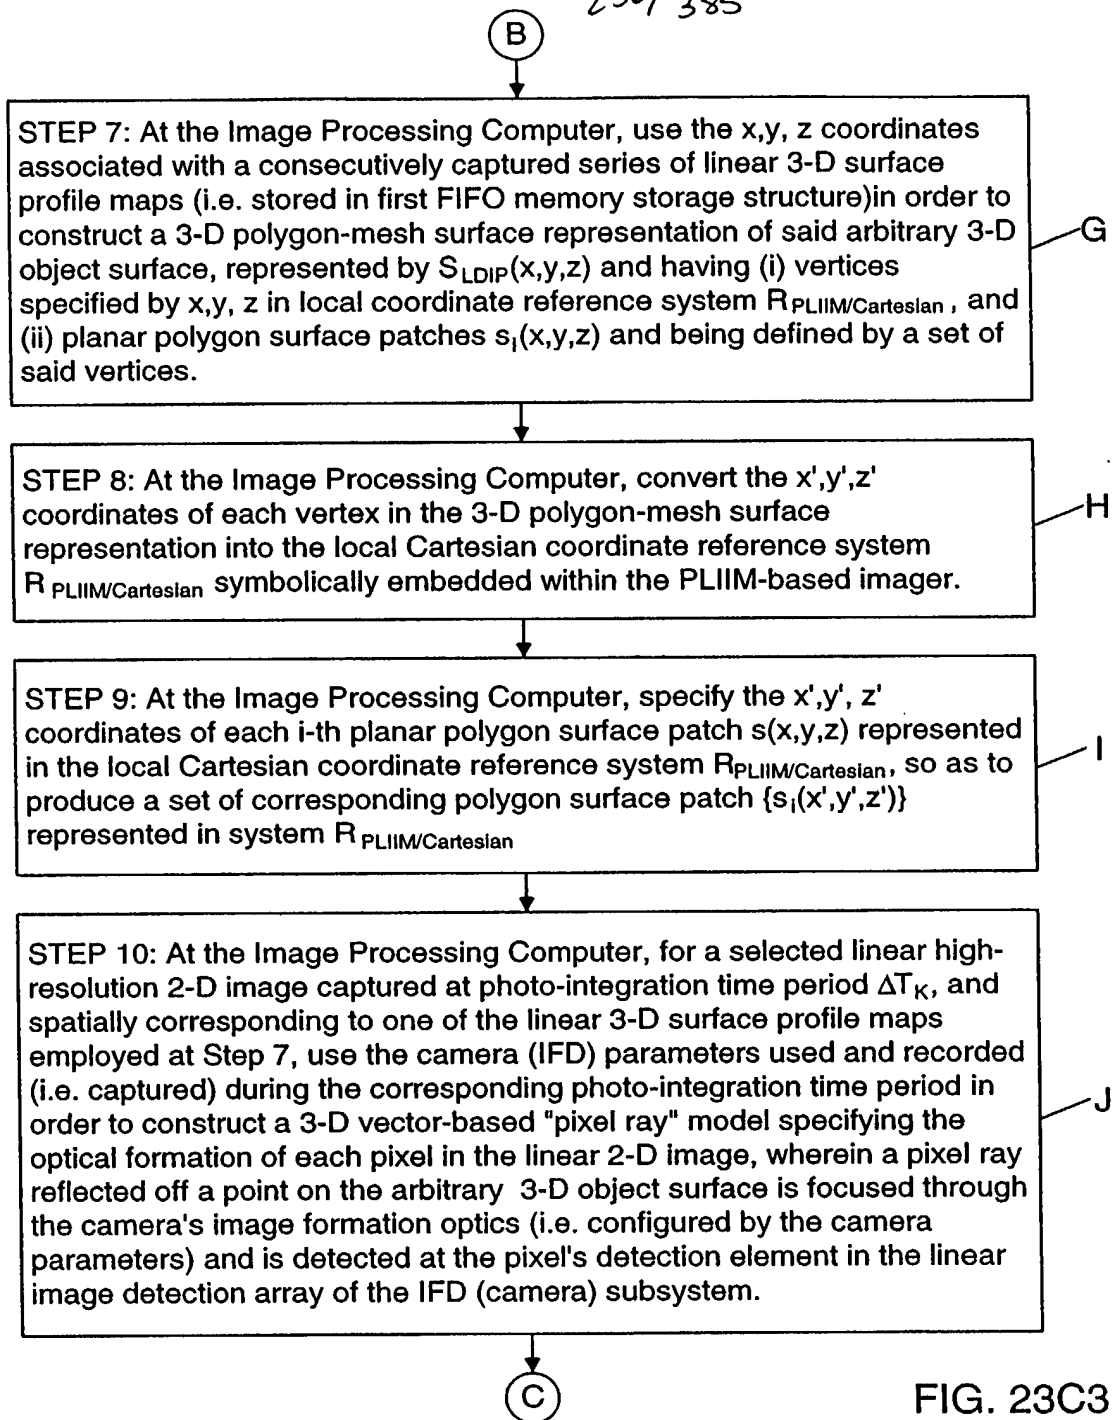 B
STEP 7: At the Image Processing Computer, use the x,y, z coordinates
associated with a consecutively captured series of linear 3-D surface
profile maps (i.e. stored in first FIFO memory storage structure)in order to
construct a 3-D polygon-mesh surface representation of said arbitrary 3-D
object surface, represented by S_LDIP(x,y,z) and having (i) vertices
specified by x,y, z in local coordinate reference system R_PLIIM/Cartesian , and
(ii) planar polygon surface patches s_i(x,y,z) and being defined by a set of
said vertices.
G
STEP 8: At the Image Processing Computer, convert the x',y',z'
coordinates of each vertex in the 3-D polygon-mesh surface
representation into the local Cartesian coordinate reference system
R PLIIM/Cartesian symbolically embedded within the PLIIM-based imager.
H
STEP 9: At the Image Processing Computer, specify the x',y', z'
coordinates of each i-th planar polygon surface patch s(x,y,z) represented
in the local Cartesian coordinate reference system R_PLIIM/Cartesian, so as to
produce a set of corresponding polygon surface patch {s_i(x',y',z')}
represented in system R PLIIM/Cartesian
I
STEP 10: At the Image Processing Computer, for a selected linear high-
resolution 2-D image captured at photo-integration time period ΔT_K, and
spatially corresponding to one of the linear 3-D surface profile maps
employed at Step 7, use the camera (IFD) parameters used and recorded
(i.e. captured) during the corresponding photo-integration time period in
order to construct a 3-D vector-based "pixel ray" model specifying the
optical formation of each pixel in the linear 2-D image, wherein a pixel ray
reflected off a point on the arbitrary 3-D object surface is focused through
the camera's image formation optics (i.e. configured by the camera
parameters) and is detected at the pixel's detection element in the linear
image detection array of the IFD (camera) subsystem.
J
C
FIG. 23C3